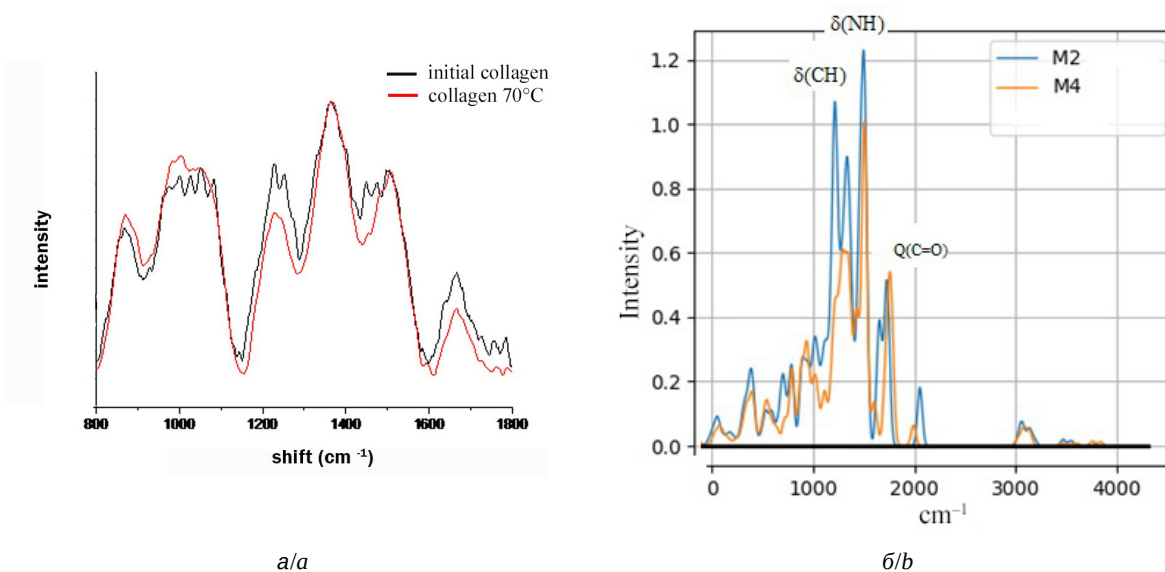 initial collagen
collagen 70°C
intensity
800 1000 1200 1400 1600 1800
shift (cm -1)
a/a
δ(NH)
δ(CH)
M2
M4
Q(C=O)
Intensity
1.2
1.0
0.8
0.6
0.4
0.2
0.0
0 1000 2000 3000 4000
cm⁻¹
б/b